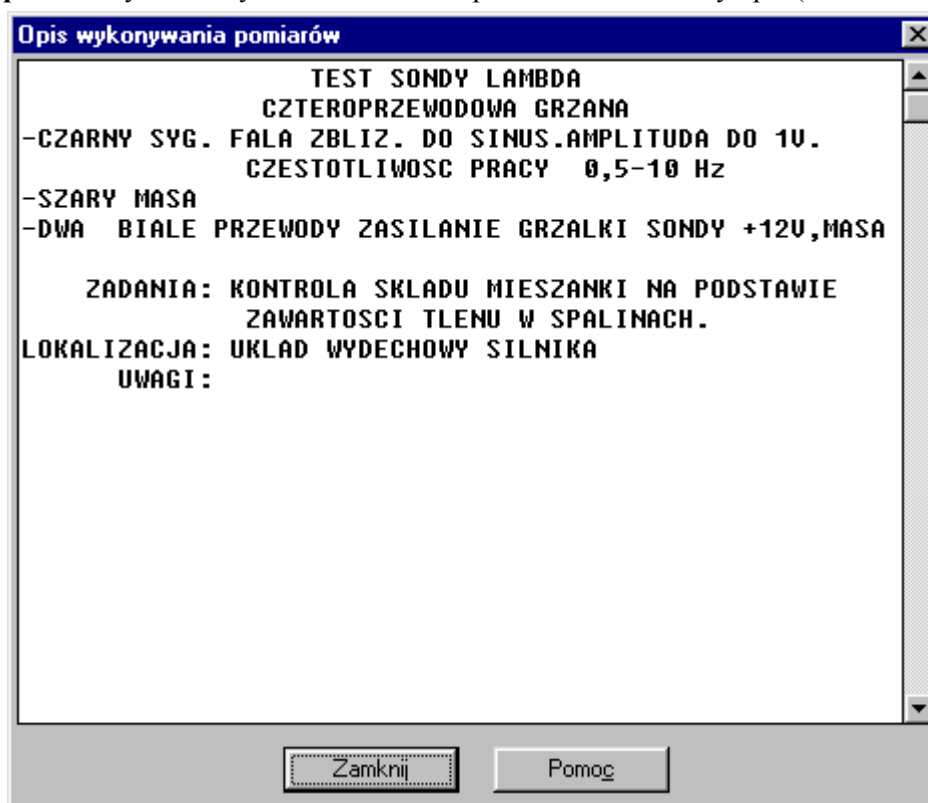 Opis wykonywania pomiarów
TEST SONDY LAMBDA
CZTEROPRZEWODOWA GRZANA
-CZARNY SYG. FALA ZBLIZ. DO SINUS.AMPLITUDA DO 1V.
CZESTOTLIWOSC PRACY 0,5-10 Hz
-SZARY MASA
-DWA BIALE PRZEWODY ZASILANIE GRZALKI SONDY +12V,MASA
ZADANIA: KONTROLA SKLADU MIESZANKI NA PODSTAWIE
ZAWARTOSCI TLENU W SPALINACH.
LOKALIZACJA: UKLAD WYDECHOWY SILNIKA
UWAGI:
Zamknij
Pomoc